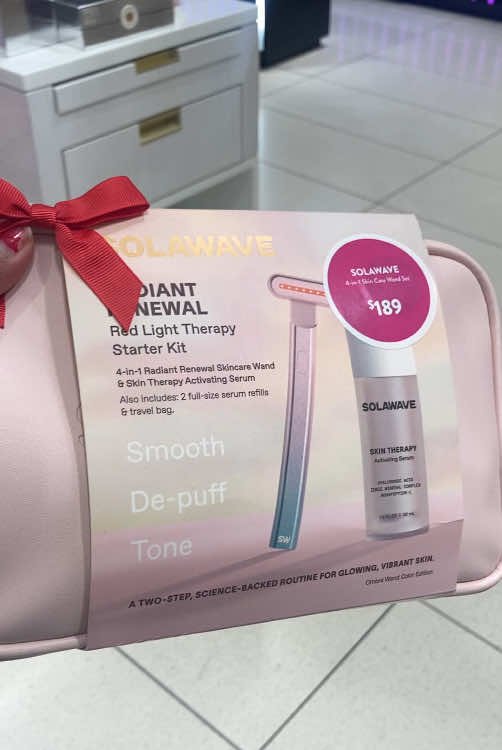 SOLAWAVE
RADIANT
RENEWAL
Red Light Therapy
Starter Kit
4-in-1 Radiant Renewal Skincare Wand
& Skin Therapy Activating Serum
Also includes: 2 full-size serum refills
& travel bag.
Smooth
De-puff
Tone
SOLAWAVE
4-in-1 Skin Care Wand Set
$189
SOLAWAVE
SKIN THERAPY
Activating Serum
HYALURONIC ACID
SW
A TWO-STEP, SCIENCE-BACKED ROUTINE FOR GLOWING, VIBRANT SKIN.
Ombre Wand Color Edition